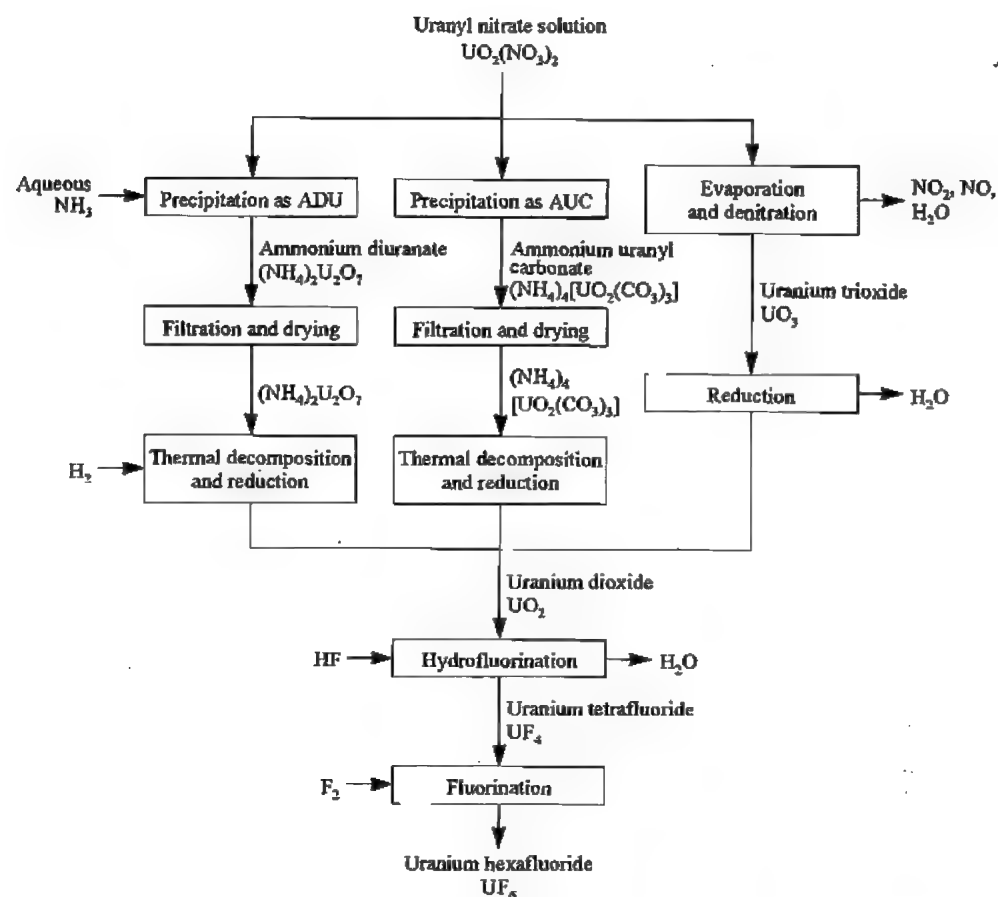 Uranyl nitrate solution
UO₂(NO₃)₂
Aqueous
NH₃
Precipitation as ADU
Precipitation as AUC
Evaporation
and denitration
NO₂, NO,
H₂O
Ammonium diuranate
(NH₄)₂U₂O₇
Ammonium uranyl
carbonate
(NH₄)₄[UO₂(CO₃)₃]
Uranium trioxide
UO₃
Filtration and drying
Filtration and drying
(NH₄)₂U₂O₇
(NH₄)₄
[UO₂(CO₃)₃]
Reduction
H₂O
H₂
Thermal decomposition
and reduction
Thermal decomposition
and reduction
Uranium dioxide
UO₂
HF
Hydrofluorination
H₂O
Uranium tetrafluoride
UF₄
F₂
Fluorination
Uranium hexafluoride
UF₆